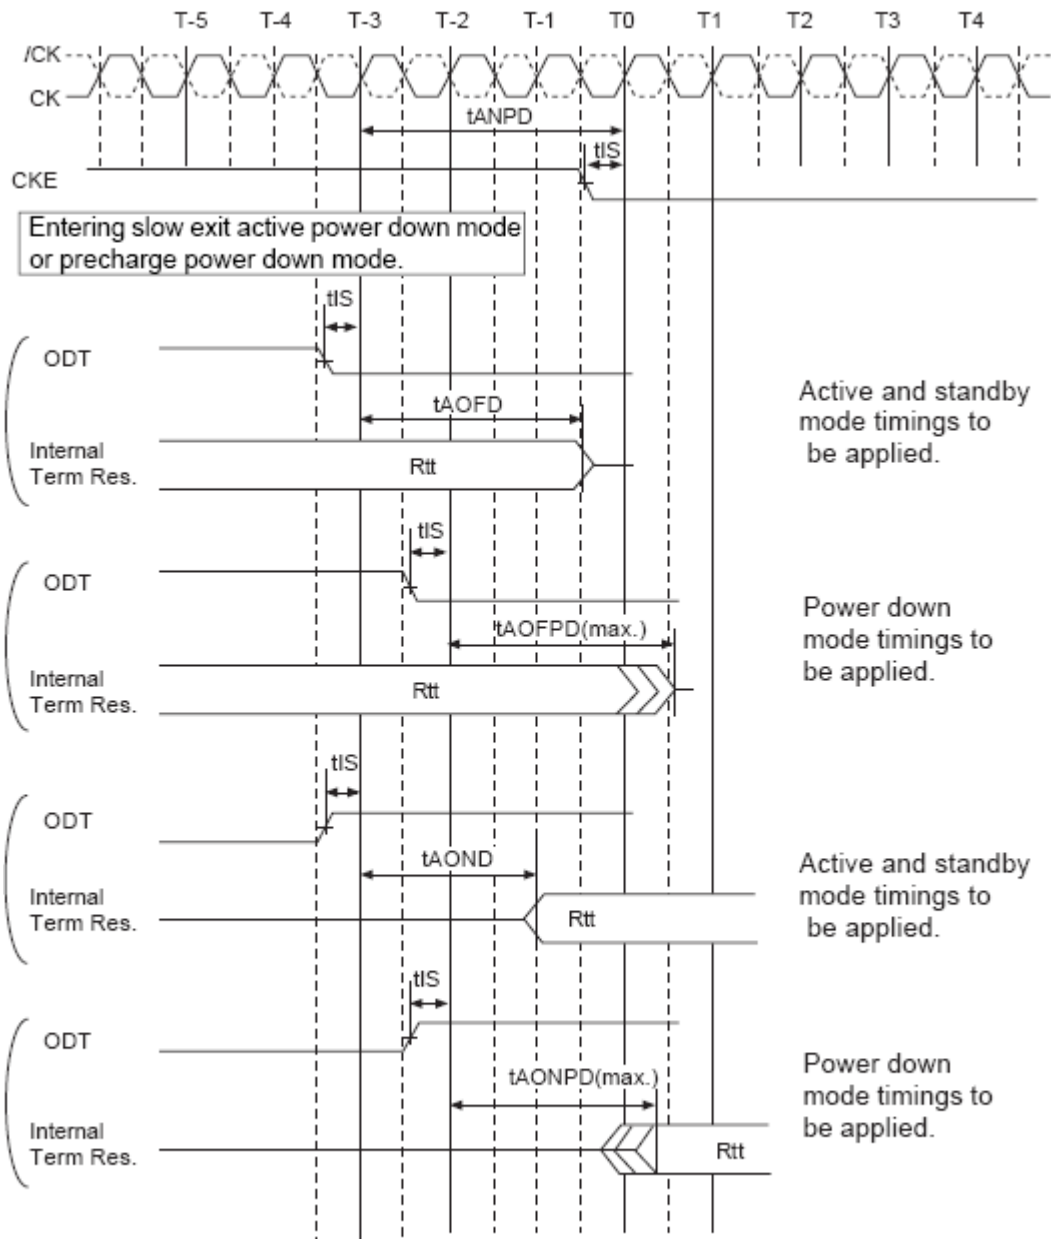 T-5 T-4 T-3 T-2 T-1 T0 T1 T2 T3 T4
/CK
CK
tANPD
tIS
CKE
Entering slow exit active power down mode
or precharge power down mode.
tIS
ODT
tAOFD
Internal
Term Res.
Rtt
Active and standby
mode timings to
be applied.
tIS
ODT
tAOFPD(max.)
Internal
Term Res.
Rtt
Power down
mode timings to
be applied.
tIS
ODT
tAOND
Internal
Term Res.
Rtt
Active and standby
mode timings to
be applied.
tIS
ODT
tAONPD(max.)
Internal
Term Res.
Rtt
Power down
mode timings to
be applied.